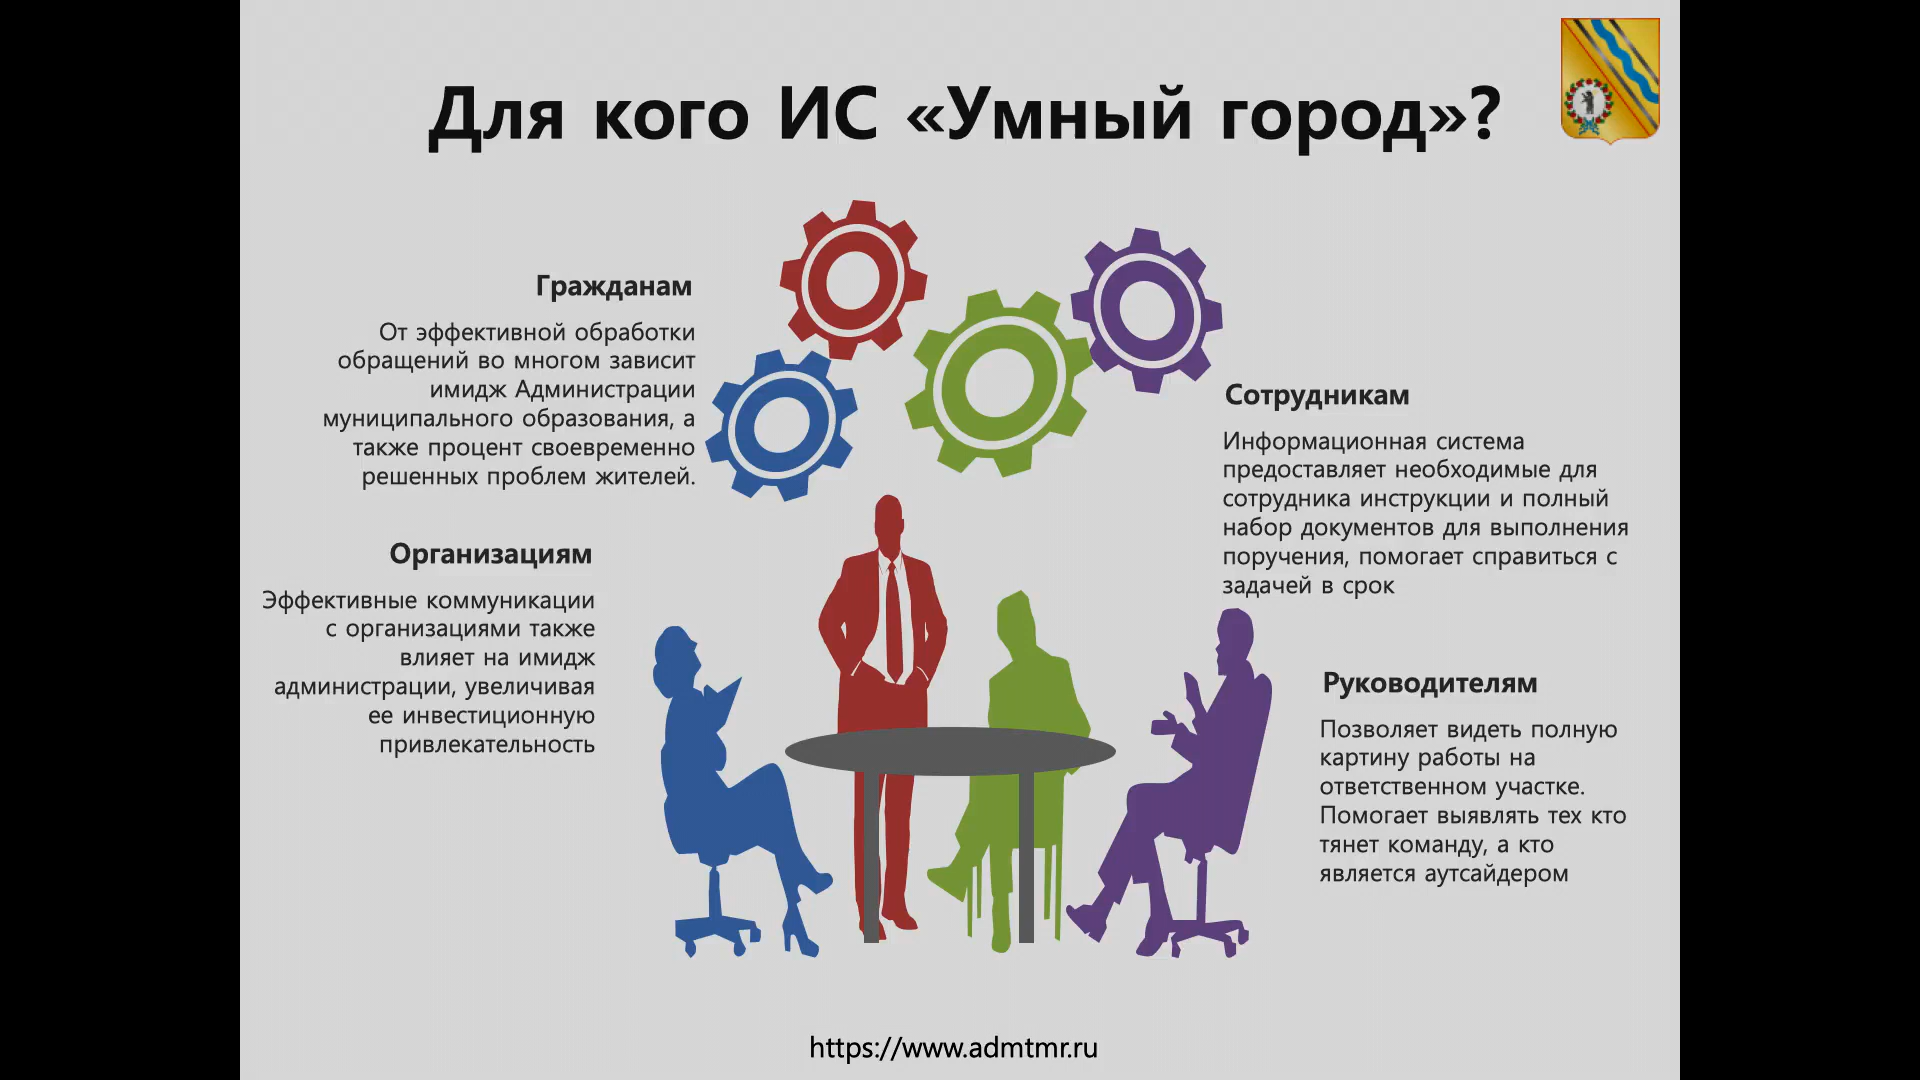 Для кого ИС «Умный город»?
Гражданам
От эффективной обработки
обращений во многом зависит
имидж Администрации
муниципального образования, а
также процент своевременно
решенных проблем жителей.
Организациям
Эффективные коммуникации
с организациями также
влияет на имидж
администрации, увеличивая
ее инвестиционную
привлекательность
Сотрудникам
Информационная система
предоставляет необходимые для
сотрудника инструкции и полный
набор документов для выполнения
поручения, помогает справиться с
задачей в срок
Руководителям
Позволяет видеть полную
картину работы на
ответственном участке.
Помогает выявлять тех кто
тянет команду, а кто
является аутсайдером
https://www.admtmr.ru